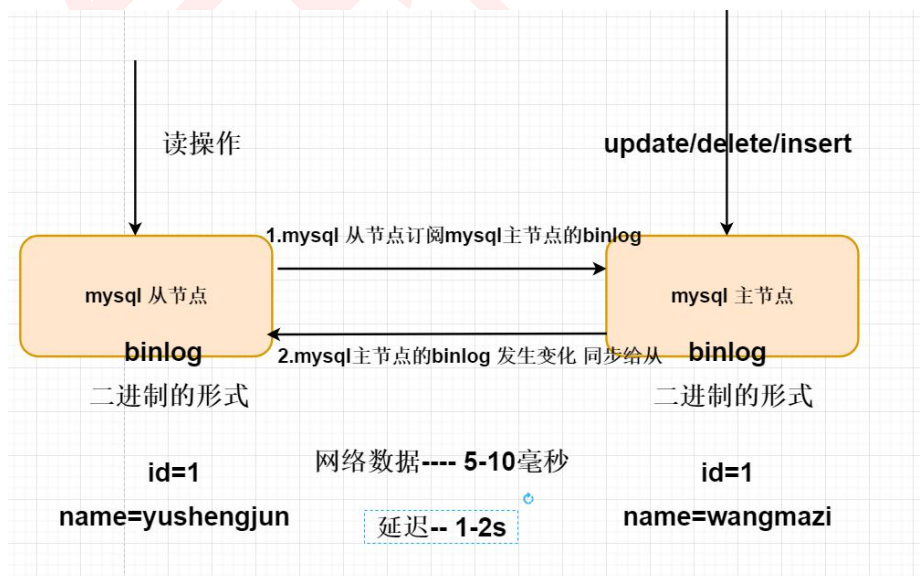 读操作
update/delete/insert
1.mysql 从节点订阅mysql主节点的binlog
mysql 从节点
mysql 主节点
binlog
2.mysql主节点的binlog 发生变化 同步给从
binlog
二进制的形式
二进制的形式
网络数据---- 5-10毫秒
id=1
id=1
name=yushengjun
延迟-- 1-2s
name=wangmazi